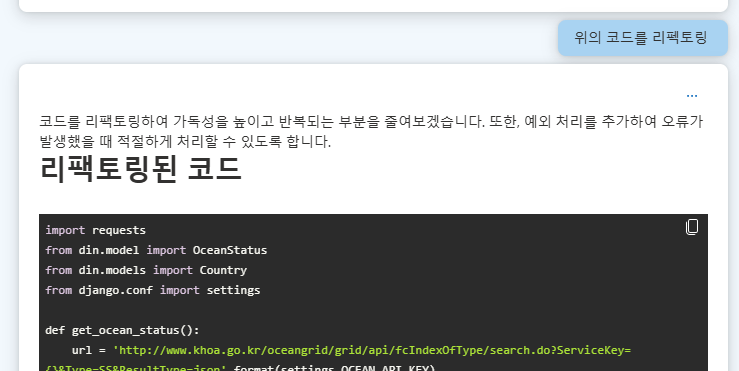 위의 코드를 리펙토링
...
코드를 리팩토링하여 가독성을 높이고 반복되는 부분을 줄여보겠습니다. 또한, 예외 처리를 추가하여 오류가
발생했을 때 적절하게 처리할 수 있도록 합니다.
리팩토링된 코드
import requests
from din.model import OceanStatus
from din.models import Country
from django.conf import settings
def get_ocean_status():
url = 'http://www.khoa.go.kr/oceangrid/grid/api/fcIndexOfType/search.do?ServiceKey=
{}&Type=SS&ResultType=json'.format(settings.OCEAN_API_KEY)